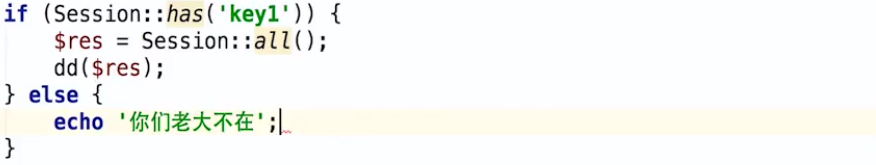 if (Session::has('key1')) {
    $res = Session::all();
    dd($res);
} else {
    echo '你们老大不在';
}